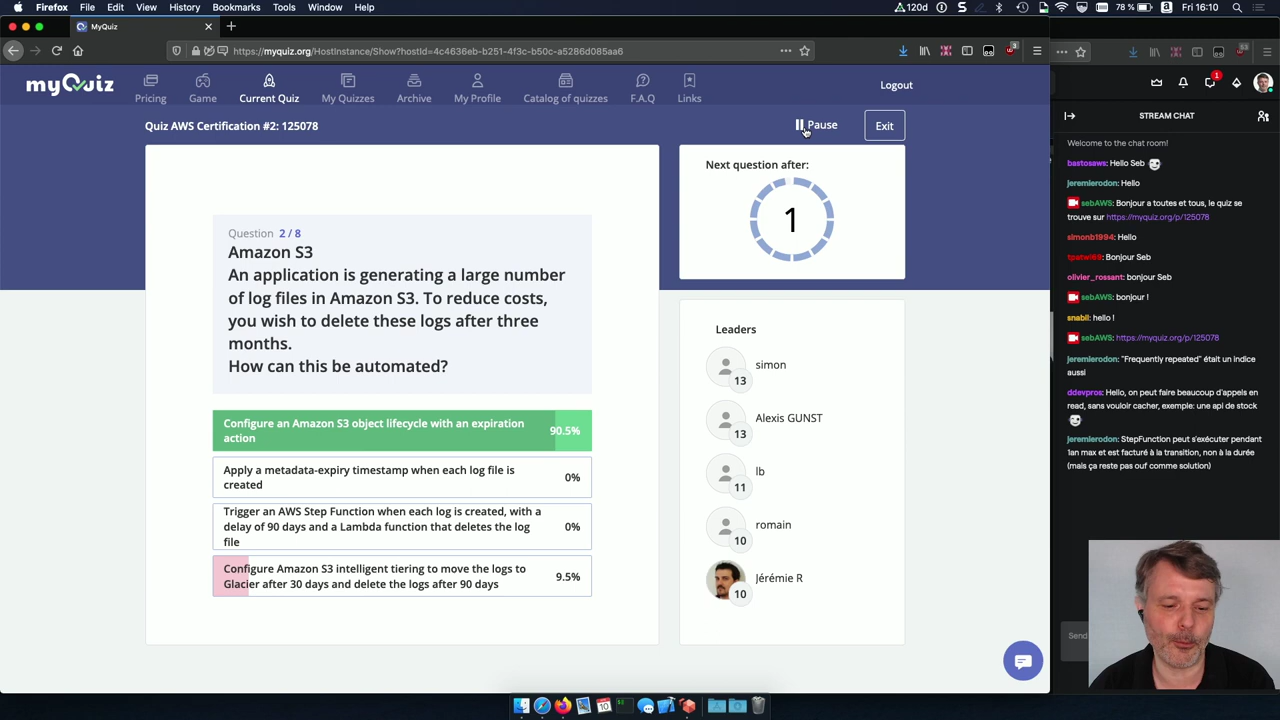 Firefox File Edit View History Bookmarks Tools Window Help
120d 78 % Fri 16:10
MyQuiz
https://myquiz.org/HostInstance/Show?hostId=4c4636eb-b251-4f3c-b50c-a5286d085aa6
3
myQuiz
Pricing
Game
Current Quiz
My Quizzes
Archive
My Profile
Catalog of quizzes
F.A.Q
Links
Logout
Quiz AWS Certification #2: 125078
Pause
Exit
Question 2 / 8
Amazon S3
An application is generating a large number
of log files in Amazon S3. To reduce costs,
you wish to delete these logs after three
months.
How can this be automated?
Configure an Amazon S3 object lifecycle with an expiration
action
90.5%
Apply a metadata-expiry timestamp when each log file is
created
0%
Trigger an AWS Step Function when each log is created, with a
delay of 90 days and a Lambda function that deletes the log
file
0%
Configure Amazon S3 intelligent tiering to move the logs to
Glacier after 30 days and delete the logs after 90 days
9.5%
Next question after:
1
Leaders
simon
13
Alexis GUNST
13
lb
11
romain
10
Jérémie R
10
1
STREAM CHAT
Welcome to the chat room!
bastosaws: Hello Seb
jeremierodon: Hello
sebAWS: Bonjour a toutes et tous, le quiz se
trouve sur https://myquiz.org/p/125078
simonb1994: Hello
tpatwi69: Bonjour Seb
olivier_rossant: bonjour Seb
sebAWS: bonjour !
snabil: hello !
sebAWS: https://myquiz.org/p/125078
jeremierodon: "Frequently repeated" était un indice
aussi
ddevpros: Hello, on peut faire beaucoup d'appels en
read, sans vouloir cacher, exemple: une api de stock
jeremierodon: StepFunction peut s'exécuter pendant
1an max et est facturé à la transition, non à la durée
(mais ça reste pas ouf comme solution)
Send
10